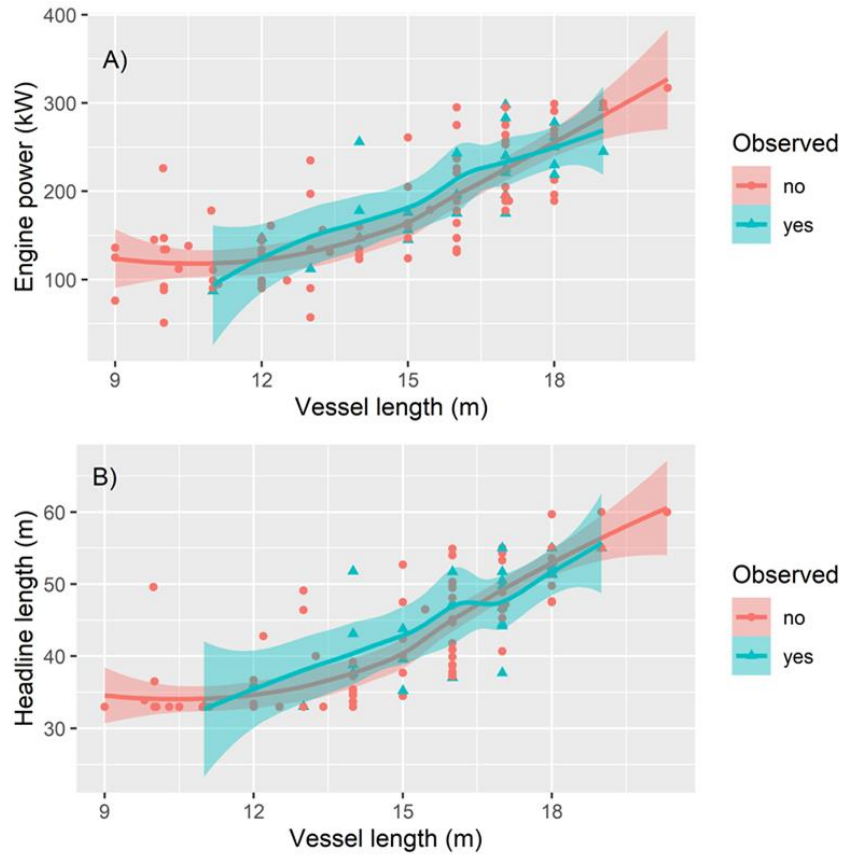 400
A)
300
200
100
Engine power (kW)
9 12 15 18
Vessel length (m)
Observed
no
yes
B)
60
50
40
30
Headline length (m)
9 12 15 18
Vessel length (m)
Observed
no
yes